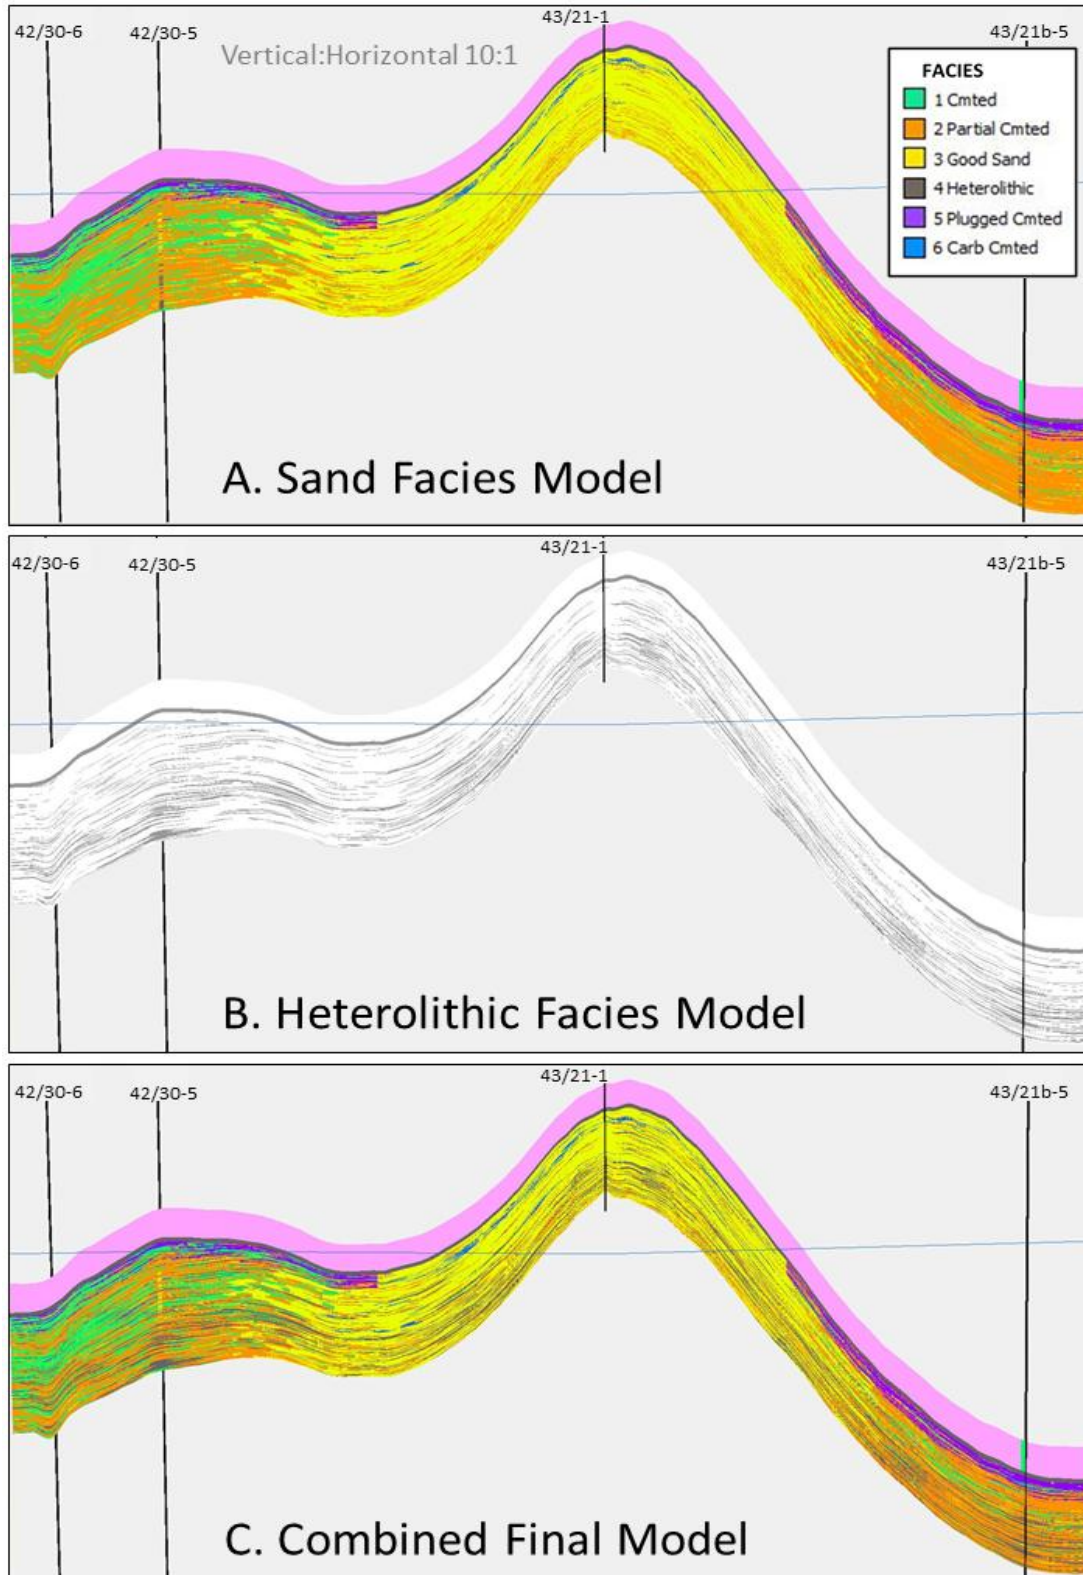 42/30-6 42/30-5 43/21-1 43/21b-5
Vertical:Horizontal 10:1
FACIES
1 Cmted
2 Partial Cmted
3 Good Sand
4 Heterolithic
5 Plugged Cmted
6 Carb Cmted
A. Sand Facies Model
42/30-6 42/30-5 43/21-1 43/21b-5
B. Heterolithic Facies Model
42/30-6 42/30-5 43/21-1 43/21b-5
C. Combined Final Model